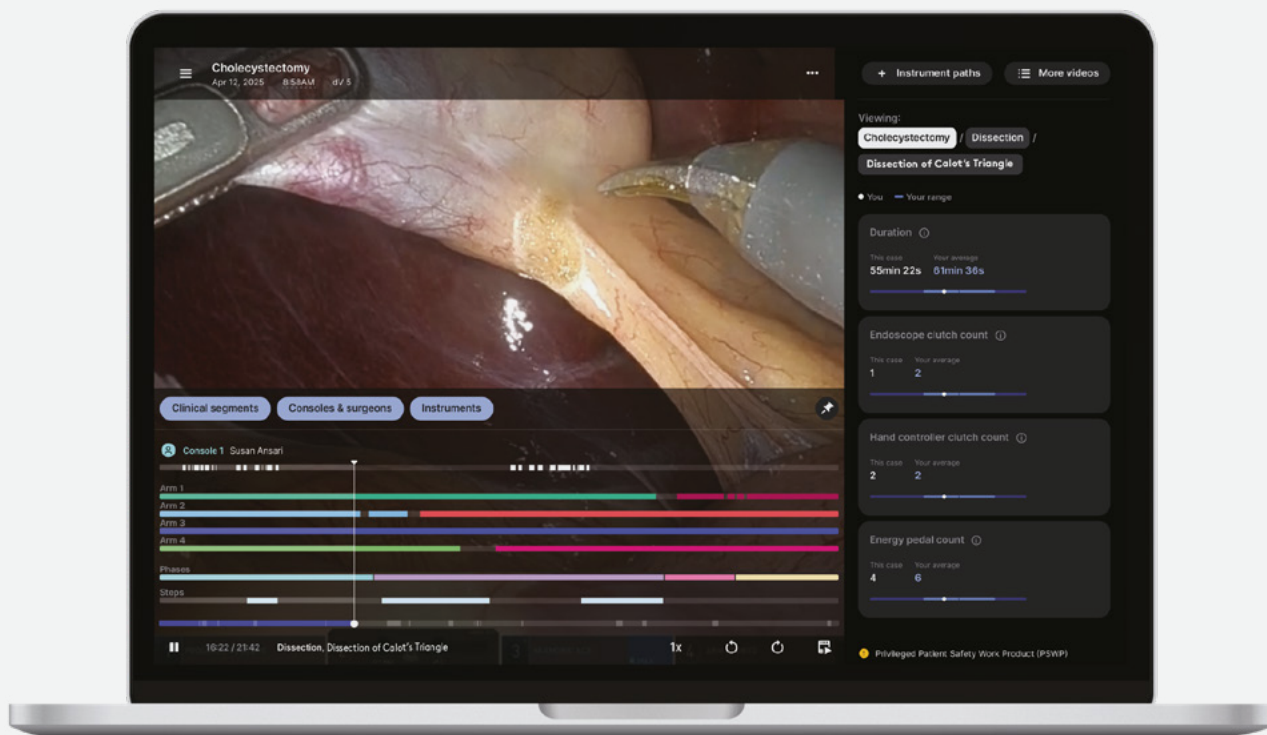 Cholecystectomy
Apr 12, 2025 8:58AM dV 5
+ Instrument paths
More videos
Viewing:
Cholecystectomy / Dissection /
Dissection of Calot's Triangle
You Your range
Duration
This case Your average
55min 22s 61min 36s
Endoscope clutch count
This case Your average
1 2
Hand controller clutch count
This case Your average
2 2
Energy pedal count
This case Your average
4 6
Privileged Patient Safety Work Product (PSWP)
Clinical segments
Consoles & surgeons
Instruments
Console 1 Susan Ansari
Arm 1
Arm 2
Arm 3
Arm 4
Phases
Steps
16:22 / 21:42 Dissection, Dissection of Calot's Triangle 1x